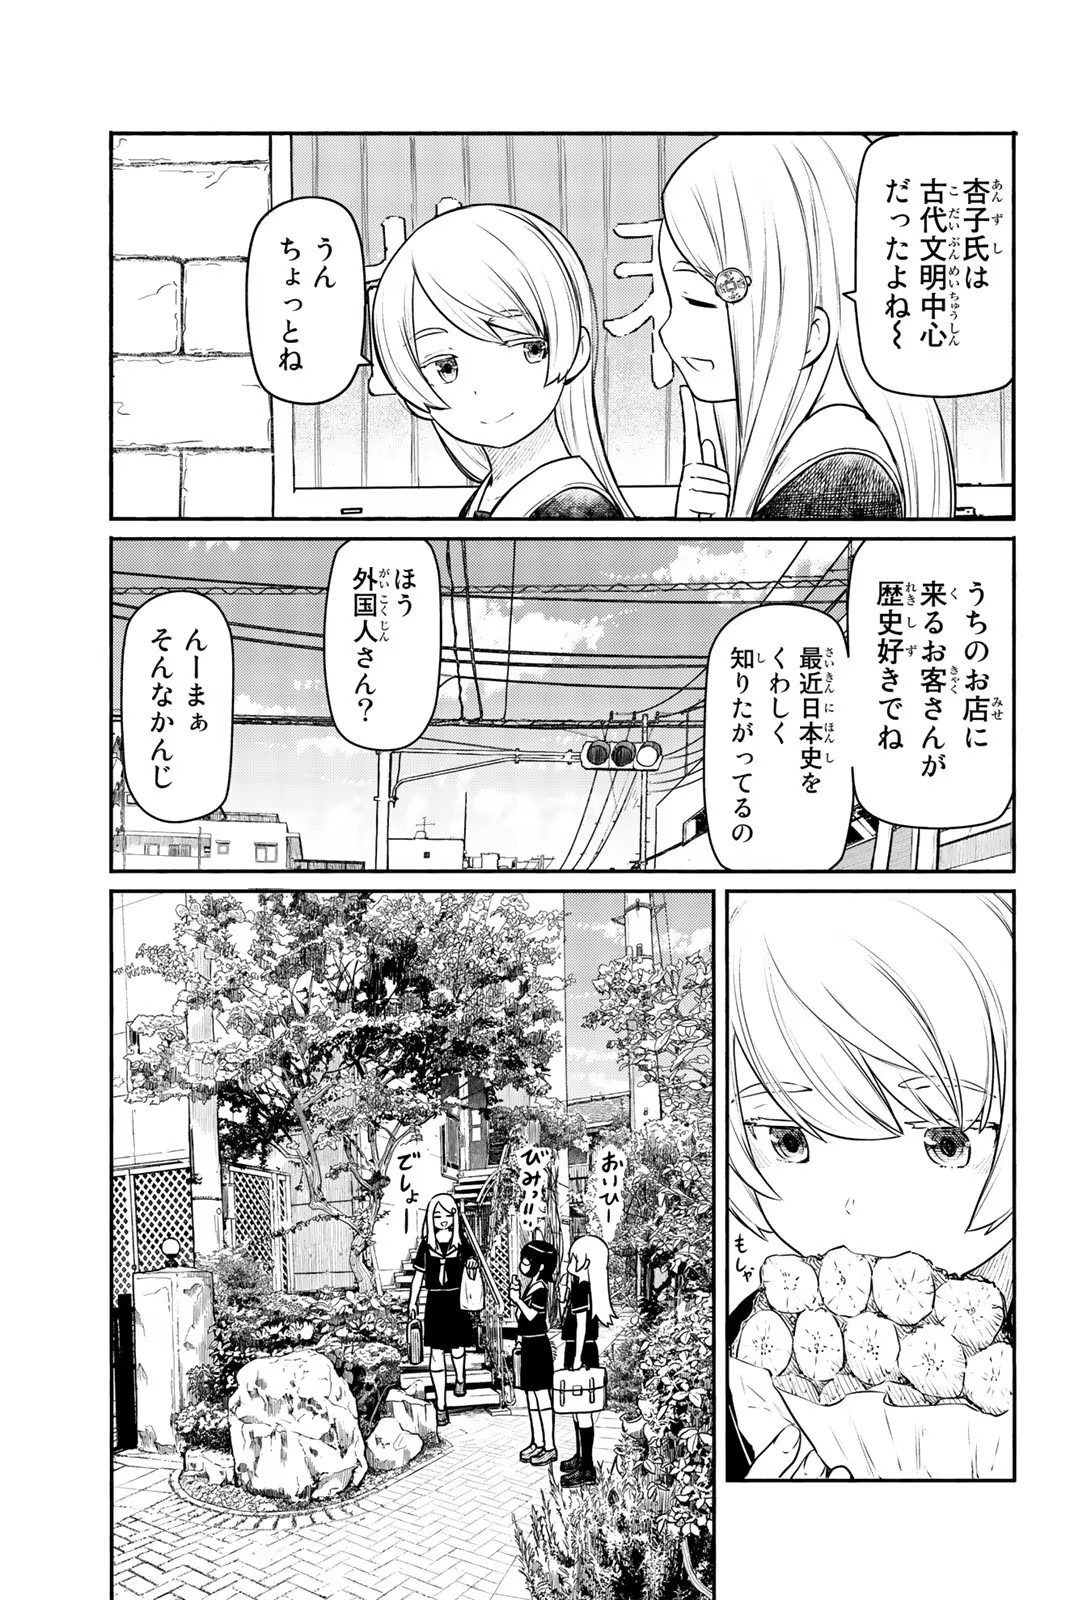 杏子氏は
古代文明中心
だったよね〜
うん
ちょっとね
うちのお店に
来るお客さんが
歴史好きでね
最近日本史を
くわしく
知りたがってるの
ほう
外国人さん？
んーまぁ
そんなかんじ
もしゃ
おいひー
びみっ!!
でしょー